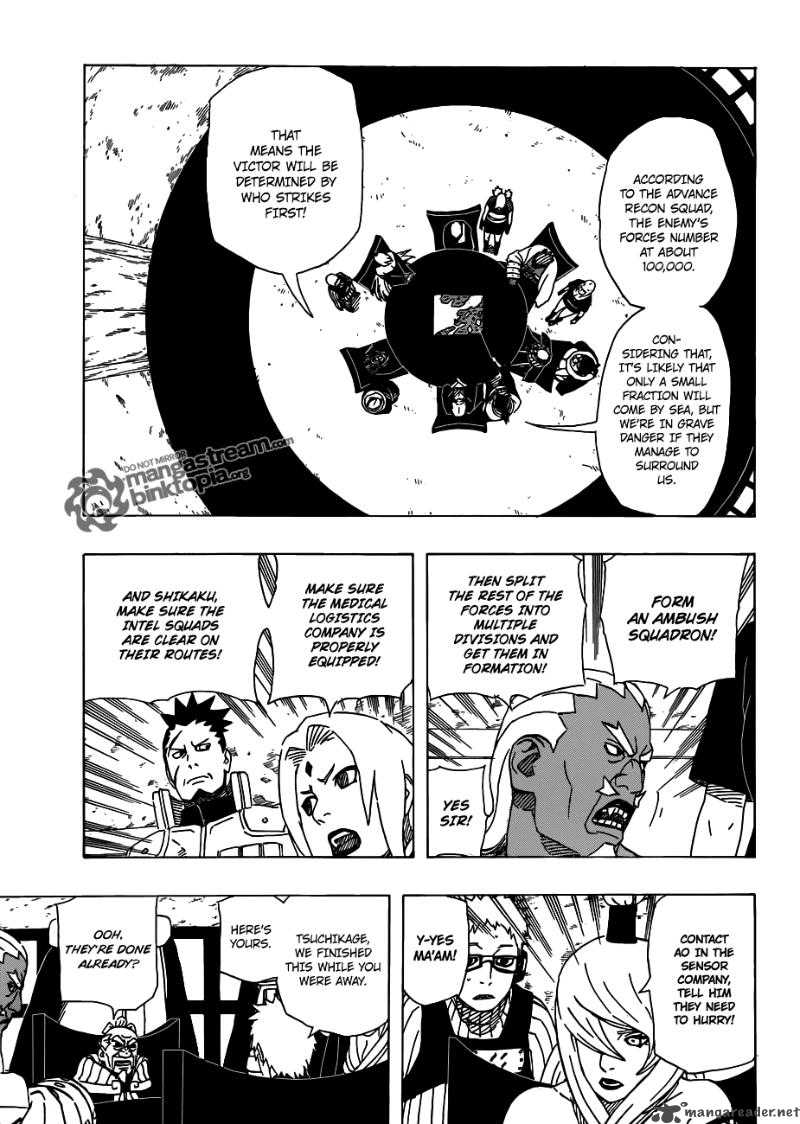 ACCORDING
TO THE ADVANCE
RECON SQUAD,
THE ENEMY'S
FORCES NUMBER
AT ABOUT
100,000.
CON-
SIDERING THAT,
IT'S LIKELY THAT
ONLY A SMALL
FRACTION WILL
COME BY SEA, BUT
WE'RE IN GRAVE
DANGER IF THEY
MANAGE TO
SURROUND
US.
THAT
MEANS THE
VICTOR WILL BE
DETERMINED BY
WHO STRIKES
FIRST!
DO NOT MIRROR
mangastream.com
binktopia.org
FORM
AN AMBUSH
SQUADRON!
THEN SPLIT
THE REST OF THE
FORCES INTO
MULTIPLE
DIVISIONS AND
GET THEM IN
FORMATION!
YES
SIR!
MAKE SURE
THE MEDICAL
LOGISTICS
COMPANY IS
PROPERLY
EQUIPPED!
AND SHIKAKU,
MAKE SURE THE
INTEL SQUADS
ARE CLEAR ON
THEIR ROUTES!
CONTACT
AO IN THE
SENSOR
COMPANY,
TELL HIM
THEY NEED
TO HURRY!
Y-YES
MA'AM!
TSUCHIKAGE,
WE FINISHED
THIS WHILE YOU
WERE AWAY.
HERE'S
YOURS.
OOH.
THEY'RE DONE
ALREADY?
mangareader.net